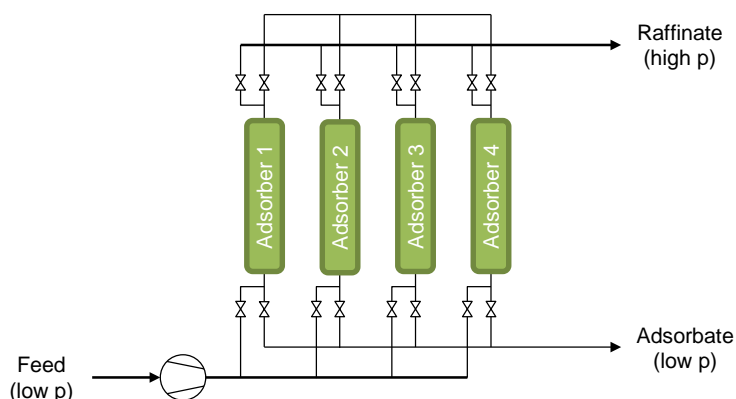 Raffinate
(high p)
Adsorber 1
Adsorber 2
Adsorber 3
Adsorber 4
Adsorbate
(low p)
Feed
(low p)